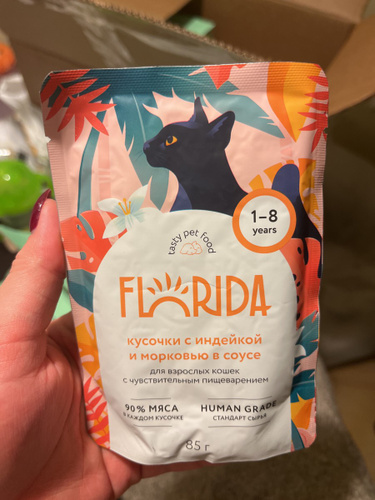 1–8
years
tasty pet food
FLORIDA
кусочки с индейкой
и морковью в соусе
для взрослых кошек
с чувствительным пищеварением
90% МЯСА
В КАЖДОМ КУСОЧКЕ
HUMAN GRADE
СТАНДАРТ СЫРЬЯ
85 г